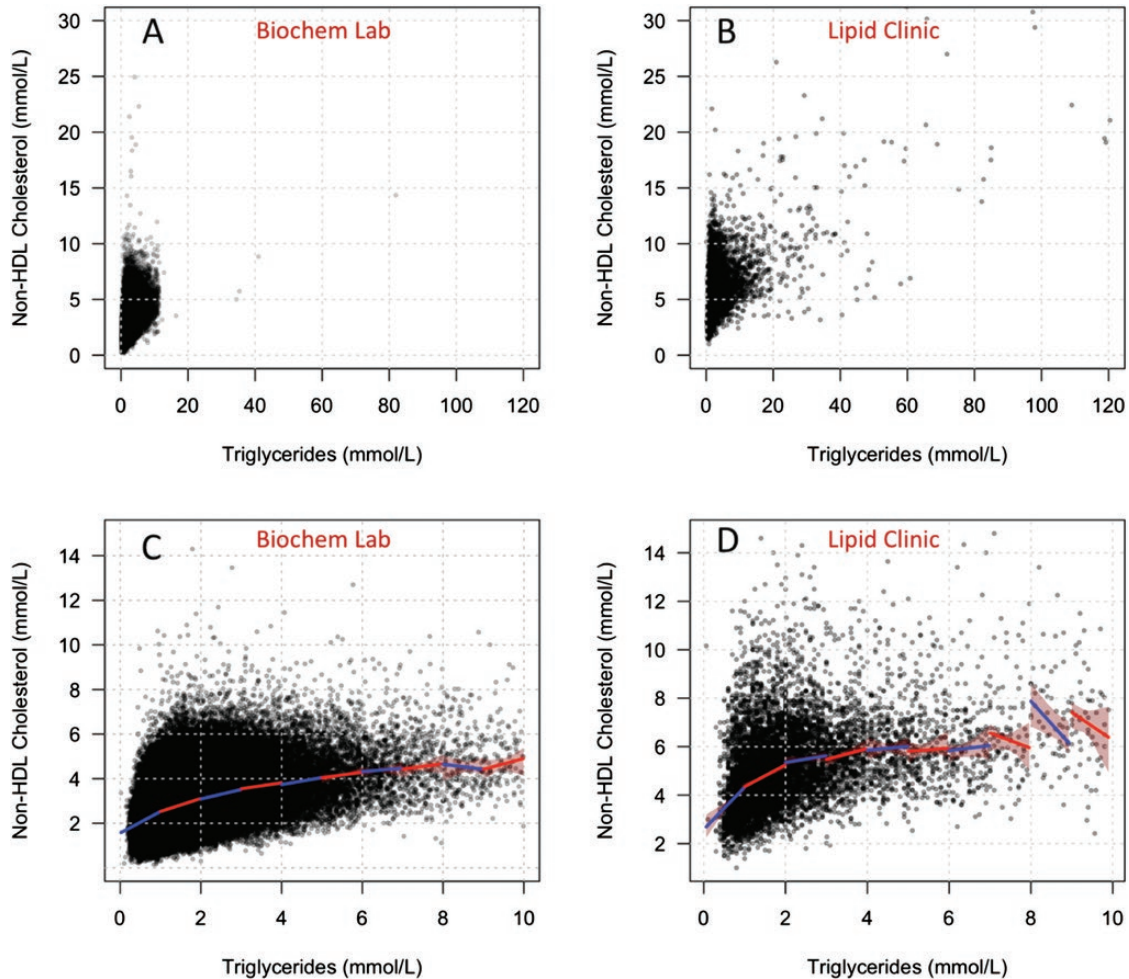 A Biochem Lab
Non-HDL Cholesterol (mmol/L)
30
25
20
15
10
5
0
0 20 40 60 80 100 120
Triglycerides (mmol/L)
B Lipid Clinic
Non-HDL Cholesterol (mmol/L)
30
25
20
15
10
5
0
0 20 40 60 80 100 120
Triglycerides (mmol/L)
C Biochem Lab
Non-HDL Cholesterol (mmol/L)
14
12
10
8
6
4
2
0 2 4 6 8 10
Triglycerides (mmol/L)
D Lipid Clinic
Non-HDL Cholesterol (mmol/L)
14
12
10
8
6
4
2
0 2 4 6 8 10
Triglycerides (mmol/L)